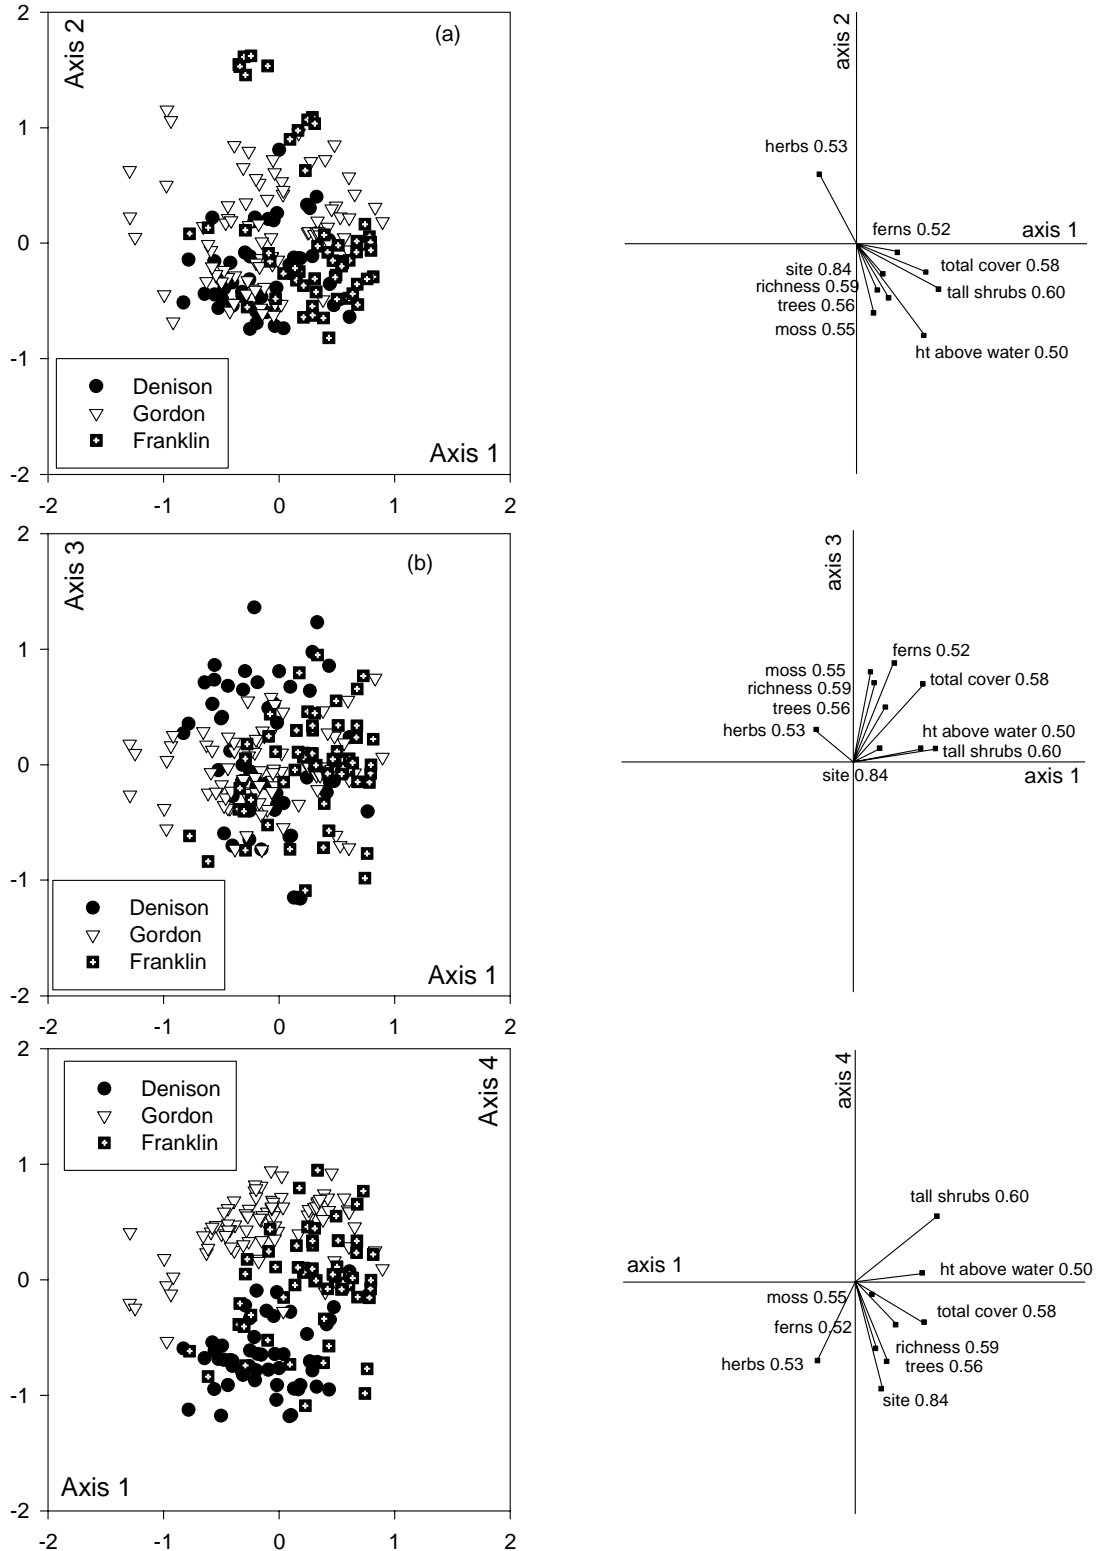 2
Axis 2
(a)
1
0
-1
Denison
Gordon
Franklin
Axis 1
-2
-2 -1 0 1 2
axis 2
herbs 0.53
ferns 0.52
axis 1
total cover 0.58
site 0.84
tall shrubs 0.60
richness 0.59
trees 0.56
moss 0.55
ht above water 0.50
2
Axis 3
(b)
1
0
-1
Denison
Gordon
Franklin
Axis 1
-2
-2 -1 0 1 2
axis 3
ferns 0.52
moss 0.55
total cover 0.58
richness 0.59
trees 0.56
herbs 0.53
ht above water 0.50
tall shrubs 0.60
site 0.84
axis 1
2
Denison
Gordon
Franklin
Axis 4
1
0
-1
Axis 1
-2
-2 -1 0 1 2
axis 4
tall shrubs 0.60
axis 1
ht above water 0.50
moss 0.55
total cover 0.58
ferns 0.52
richness 0.59
herbs 0.53
trees 0.56
site 0.84